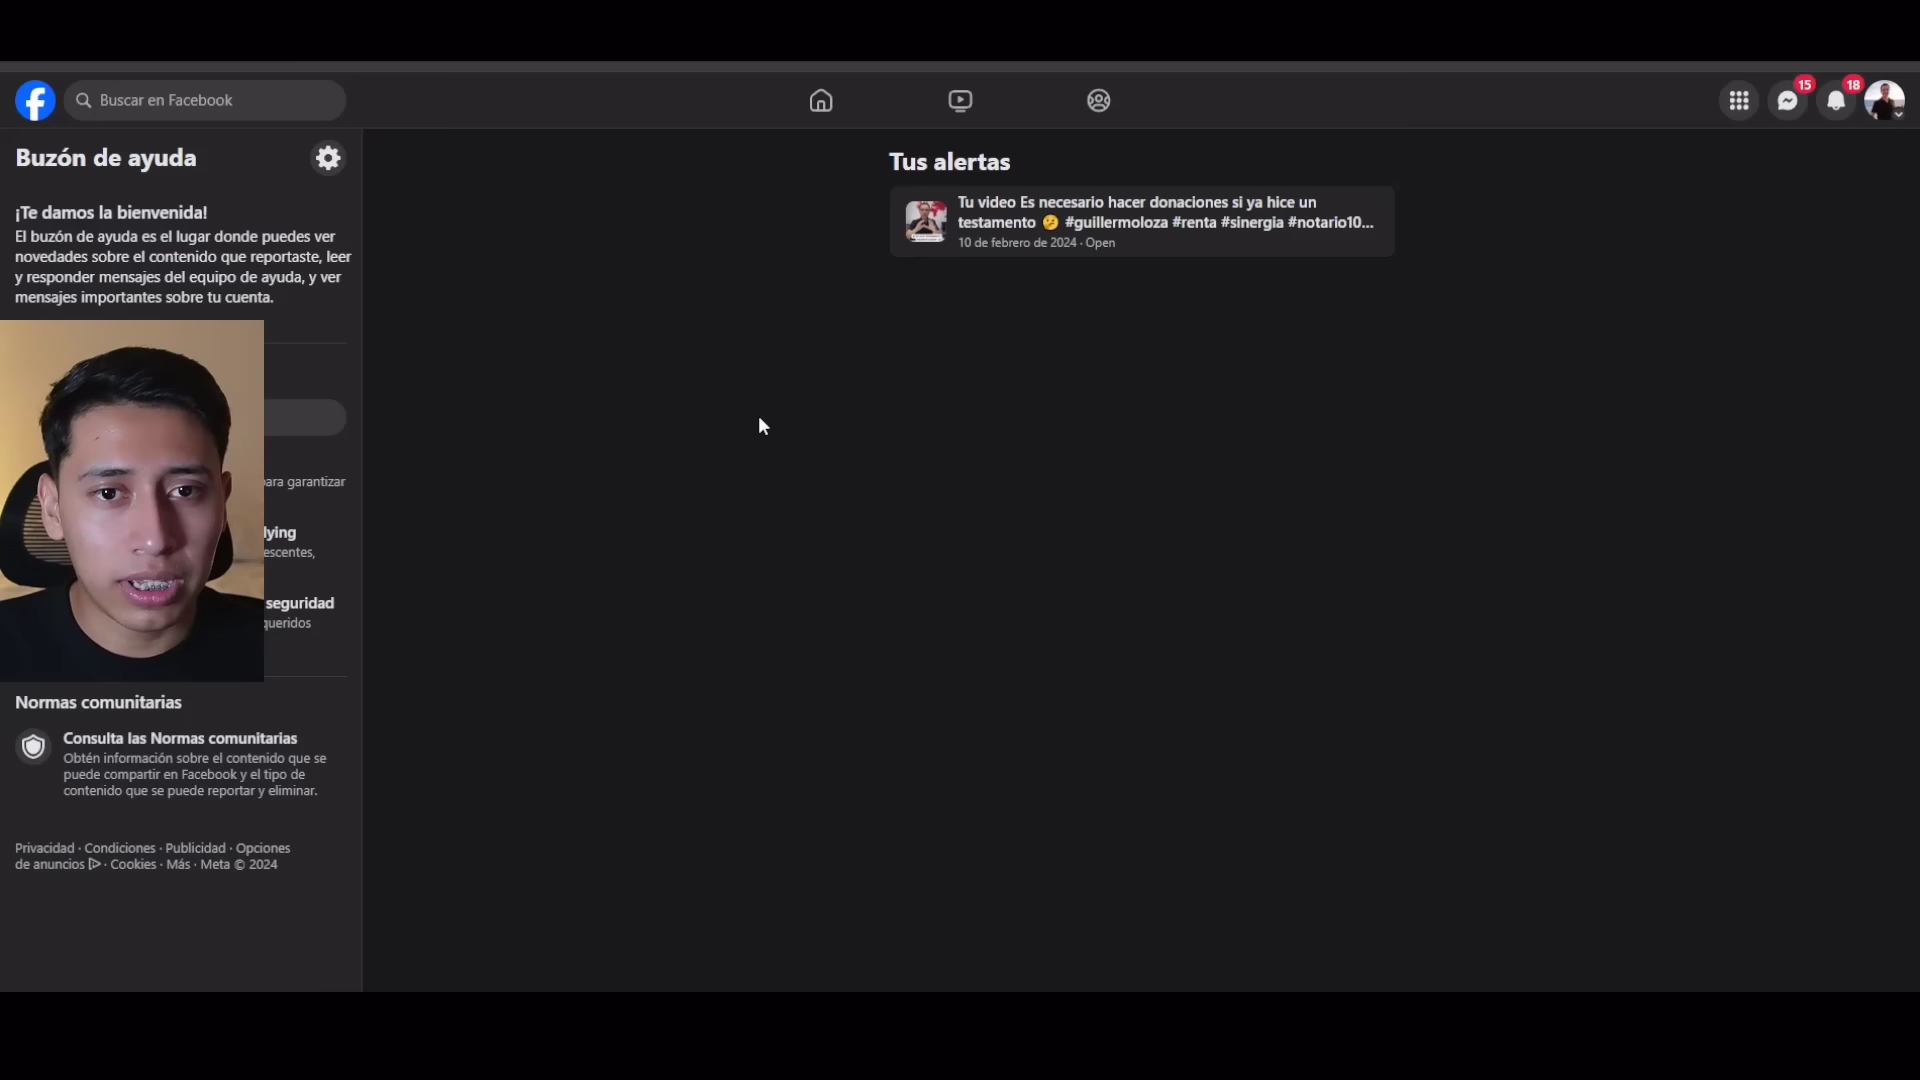 Buscar en Facebook
15
18
Buzón de ayuda
¡Te damos la bienvenida!
El buzón de ayuda es el lugar donde puedes ver
novedades sobre el contenido que reportaste, leer
y responder mensajes del equipo de ayuda, y ver
mensajes importantes sobre tu cuenta.
para garantizar
seguridad
queridos
Normas comunitarias
Consulta las Normas comunitarias
Obtén información sobre el contenido que se
puede compartir en Facebook y el tipo de
contenido que se puede reportar y eliminar.
Privacidad · Condiciones · Publicidad · Opciones
de anuncios · Cookies · Más · Meta © 2024
Tus alertas
Tu video Es necesario hacer donaciones si ya hice un
testamento 🤔 #guillermoloza #renta #sinergia #notario10...
10 de febrero de 2024 · Open